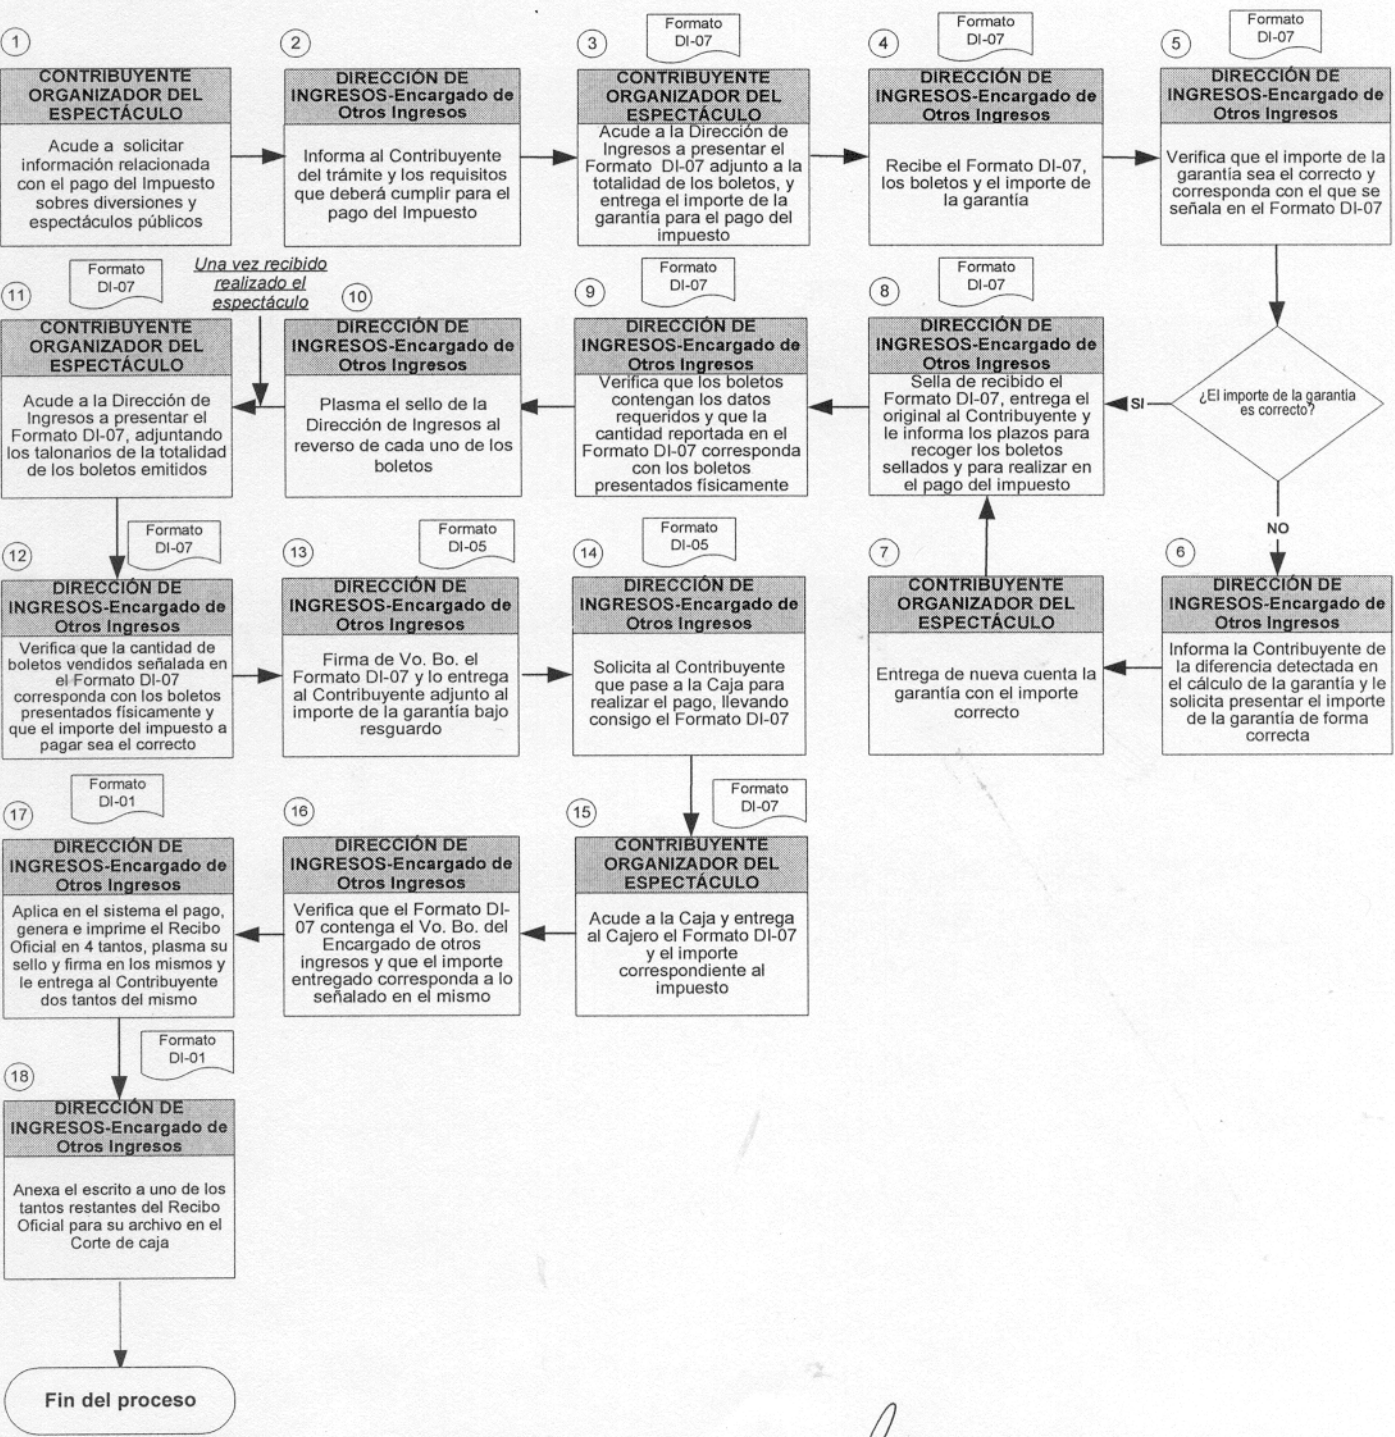 1
CONTRIBUYENTE
ORGANIZADOR DEL
ESPECTÁCULO
Acude a solicitar
información relacionada
con el pago del Impuesto
sobres diversiones y
espectáculos públicos
2
DIRECCIÓN DE
INGRESOS-Encargado de
Otros Ingresos
Informa al Contribuyente
del trámite y los requisitos
que deberá cumplir para el
pago del Impuesto
Formato
DI-07
3
CONTRIBUYENTE
ORGANIZADOR DEL
ESPECTÁCULO
Acude a la Dirección de
Ingresos a presentar el
Formato DI-07 adjunto a la
totalidad de los boletos, y
entrega el importe de la
garantía para el pago del
impuesto
Formato
DI-07
4
DIRECCIÓN DE
INGRESOS-Encargado de
Otros Ingresos
Recibe el Formato DI-07,
los boletos y el importe de
la garantía
Formato
DI-07
5
DIRECCIÓN DE
INGRESOS-Encargado de
Otros Ingresos
Verifica que el importe de la
garantía sea el correcto y
corresponda con el que se
señala en el Formato DI-07
¿El importe de la garantia
es correcto?
SI
NO
6
DIRECCIÓN DE
INGRESOS-Encargado de
Otros Ingresos
Informa la Contribuyente de
la diferencia detectada en
el cálculo de la garantía y le
solicita presentar el importe
de la garantía de forma
correcta
7
CONTRIBUYENTE
ORGANIZADOR DEL
ESPECTÁCULO
Entrega de nueva cuenta la
garantía con el importe
correcto
Formato
DI-07
8
DIRECCIÓN DE
INGRESOS-Encargado de
Otros Ingresos
Sella de recibido el
Formato DI-07, entrega el
original al Contribuyente y
le informa los plazos para
recoger los boletos
sellados y para realizar en
el pago del impuesto
Formato
DI-07
9
DIRECCIÓN DE
INGRESOS-Encargado de
Otros Ingresos
Verifica que los boletos
contengan los datos
requeridos y que la
cantidad reportada en el
Formato DI-07 corresponda
con los boletos
presentados físicamente
10
DIRECCIÓN DE
INGRESOS-Encargado de
Otros Ingresos
Plasma el sello de la
Dirección de Ingresos al
reverso de cada uno de los
boletos
Una vez recibido
realizado el
espectáculo
Formato
DI-07
11
CONTRIBUYENTE
ORGANIZADOR DEL
ESPECTÁCULO
Acude a la Dirección de
Ingresos a presentar el
Formato DI-07, adjuntando
los talonarios de la totalidad
de los boletos emitidos
Formato
DI-07
12
DIRECCIÓN DE
INGRESOS-Encargado de
Otros Ingresos
Verifica que la cantidad de
boletos vendidos señalada en
el Formato DI-07
corresponda con los boletos
presentados físicamente y
que el importe del impuesto a
pagar sea el correcto
Formato
DI-05
13
DIRECCIÓN DE
INGRESOS-Encargado de
Otros Ingresos
Firma de Vo. Bo. el
Formato DI-07 y lo entrega
al Contribuyente adjunto al
importe de la garantía bajo
resguardo
Formato
DI-05
14
DIRECCIÓN DE
INGRESOS-Encargado de
Otros Ingresos
Solicita al Contribuyente
que pase a la Caja para
realizar el pago, llevando
consigo el Formato DI-07
Formato
DI-07
15
CONTRIBUYENTE
ORGANIZADOR DEL
ESPECTÁCULO
Acude a la Caja y entrega
al Cajero el Formato DI-07
y el importe
correspondiente al
impuesto
16
DIRECCIÓN DE
INGRESOS-Encargado de
Otros Ingresos
Verifica que el Formato DI-
07 contenga el Vo. Bo. del
Encargado de otros
ingresos y que el importe
entregado corresponda a lo
señalado en el mismo
Formato
DI-01
17
DIRECCIÓN DE
INGRESOS-Encargado de
Otros Ingresos
Aplica en el sistema el pago,
genera e imprime el Recibo
Oficial en 4 tantos, plasma su
sello y firma en los mismos y
le entrega al Contribuyente
dos tantos del mismo
Formato
DI-01
18
DIRECCIÓN DE
INGRESOS-Encargado de
Otros Ingresos
Anexa el escrito a uno de los
tantos restantes del Recibo
Oficial para su archivo en el
Corte de caja
Fin del proceso